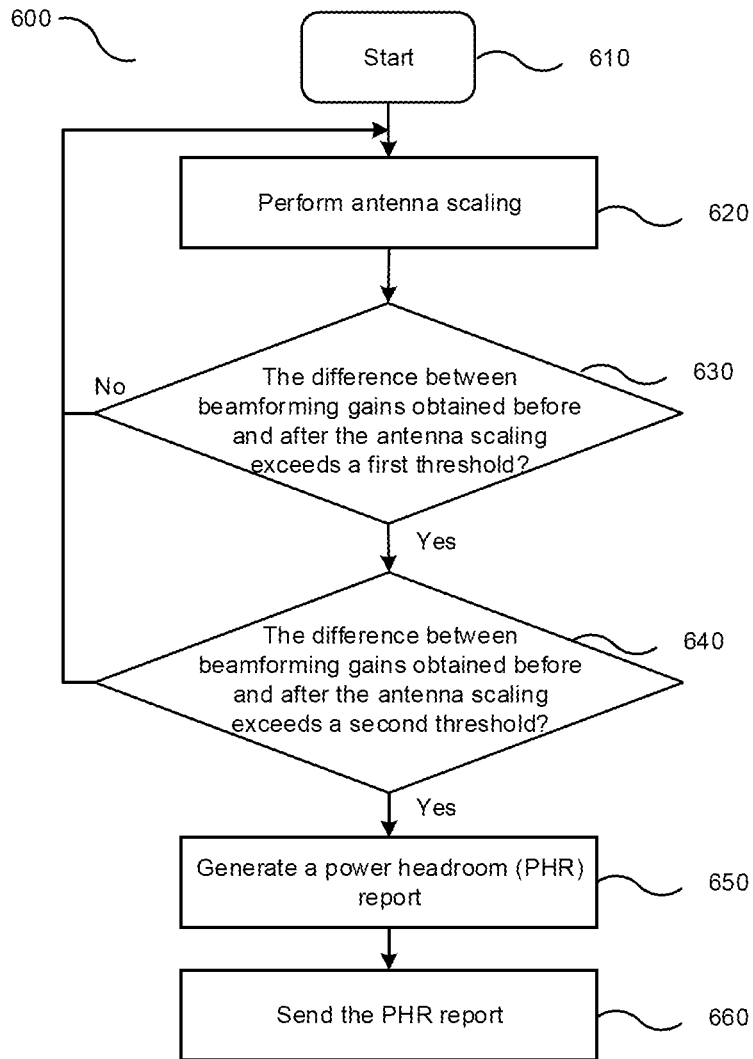 600
Start
610
Perform antenna scaling
620
No
630
The difference between
beamforming gains obtained before
and after the antenna scaling
exceeds a first threshold?
Yes
640
The difference between
beamforming gains obtained before
and after the antenna scaling
exceeds a second threshold?
Yes
Generate a power headroom (PHR)
report
650
Send the PHR report
660